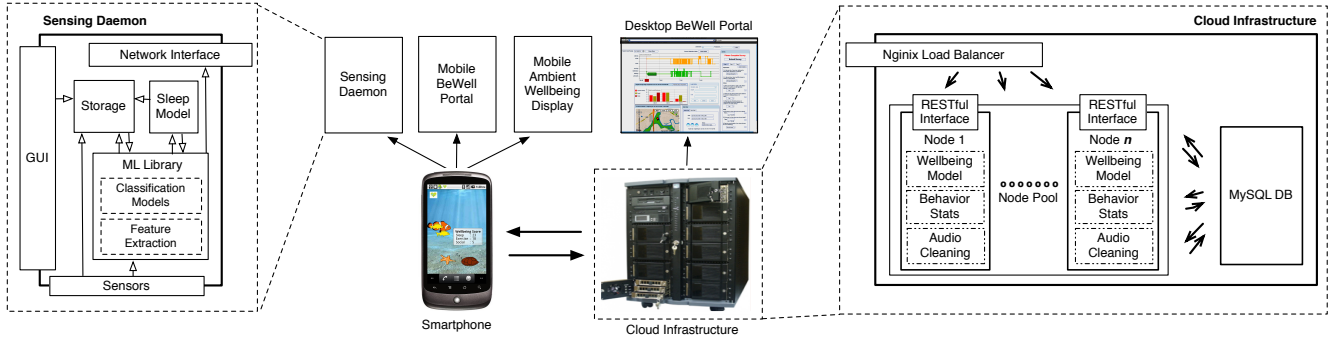 Sensing Daemon
Network Interface
Storage
Sleep
Model
GUI
ML Library
Classification
Models
Feature
Extraction
Sensors
Sensing
Daemon
Mobile
BeWell
Portal
Mobile
Ambient
Wellbeing
Display
Desktop BeWell Portal
Smartphone
Wellbeing Score
Cloud Infrastructure
Cloud Infrastructure
Nginix Load Balancer
RESTful
Interface
Node 1
Wellbeing
Model
Behavior
Stats
Audio
Cleaning
Node Pool
RESTful
Interface
Node n
Wellbeing
Model
Behavior
Stats
Audio
Cleaning
MySQL DB